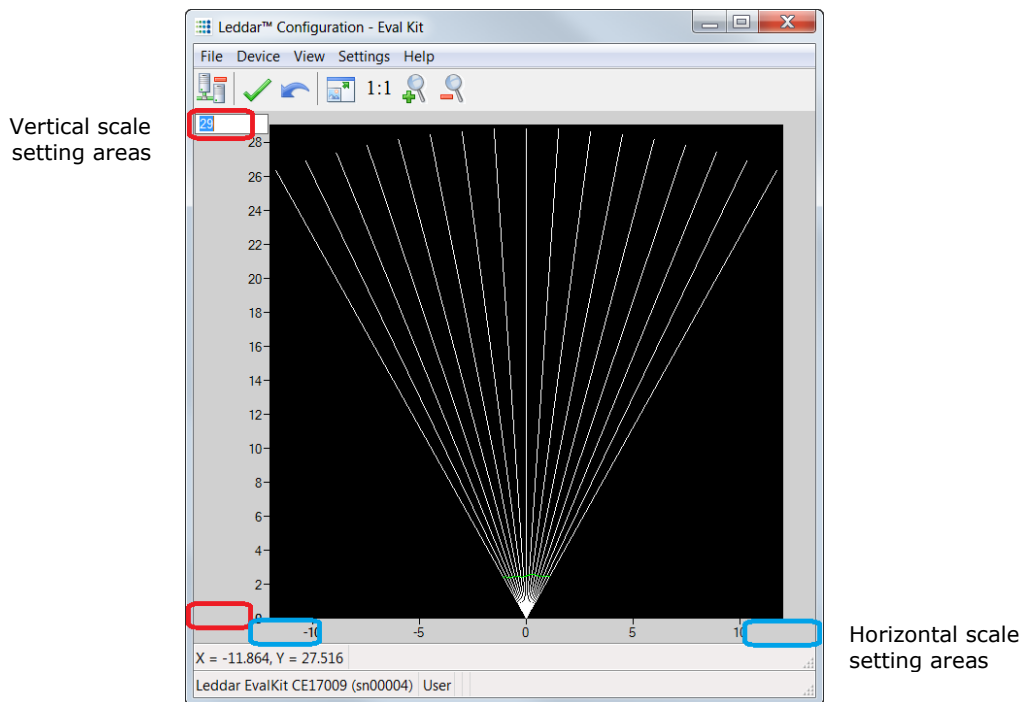 Leddar™ Configuration - Eval Kit
File Device View Settings Help
1:1
Vertical scale
setting areas
29
28
26
24
22
20
18
16
14
12
10
8
6
4
2
0
-10 -5 0 5 10
X = -11.864, Y = 27.516
Leddar EvalKit CE17009 (sn00004) User
Horizontal scale
setting areas